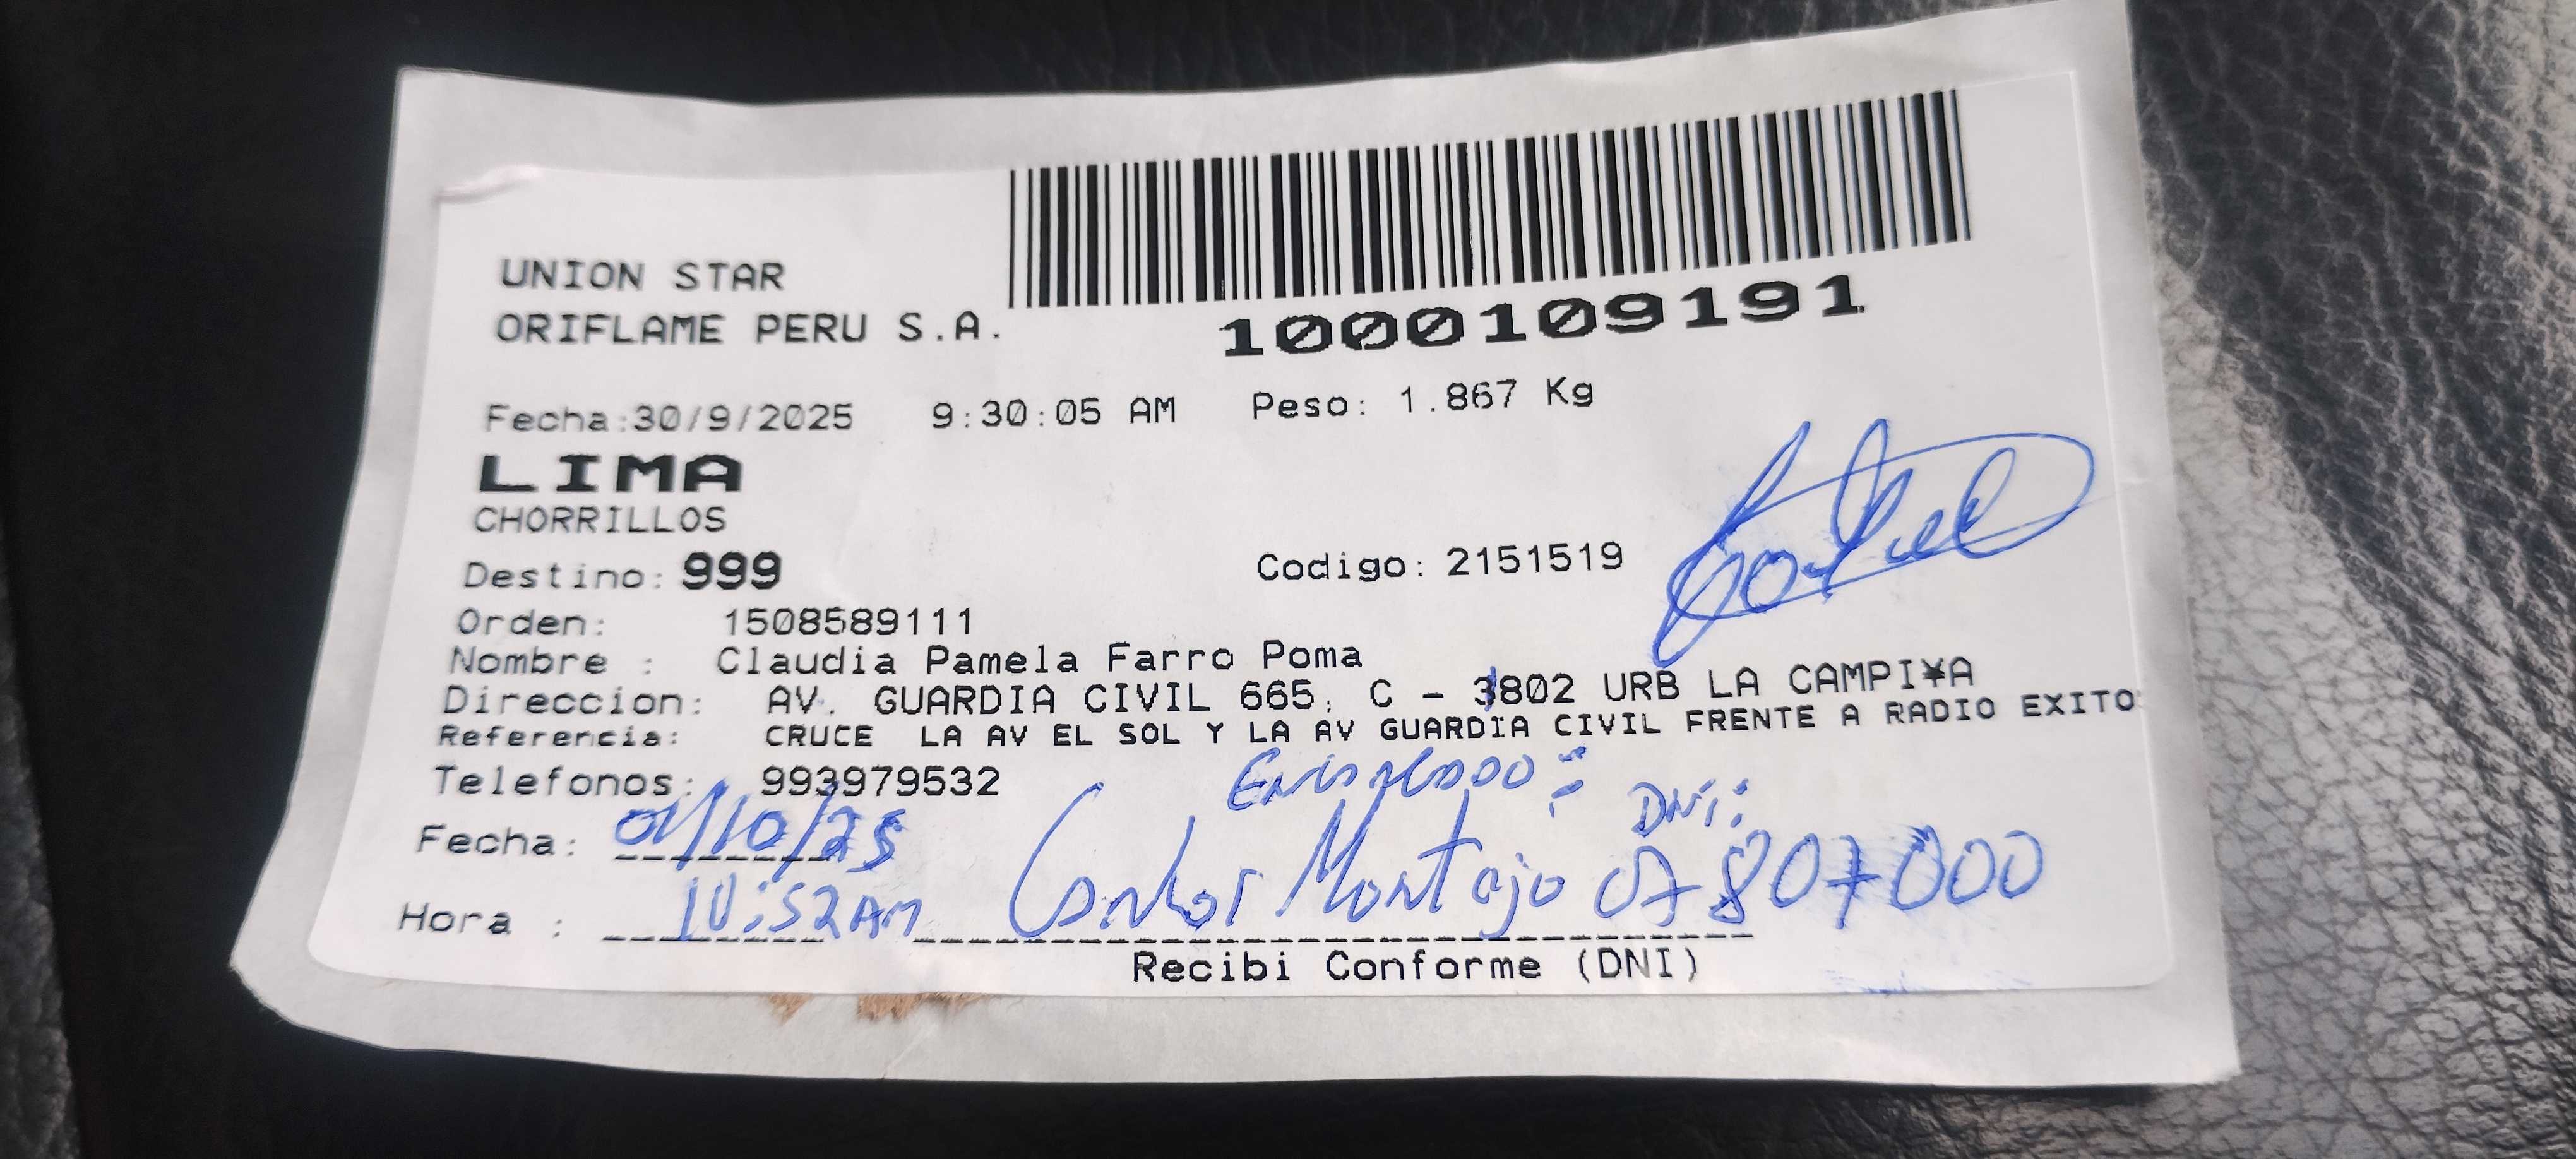 1000109191
UNION STAR
ORIFLAME PERU S.A.
Fecha:30/9/2025 9:30:05 AM Peso: 1.867 Kg
LIMA
CHORRILLOS
Destino: 999 Codigo: 2151519
Orden: 1508589111
Nombre : Claudia Pamela Farro Poma
Direccion: AV. GUARDIA CIVIL 665, C - 3802 URB LA CAMPI¥A
Referencia: CRUCE LA AV EL SOL Y LA AV GUARDIA CIVIL FRENTE A RADIO EXITO
Telefonos: 993979532
DNI:
Fecha: 01/10/25
Hora : 10:52AM 07807000
Recibi Conforme (DNI)